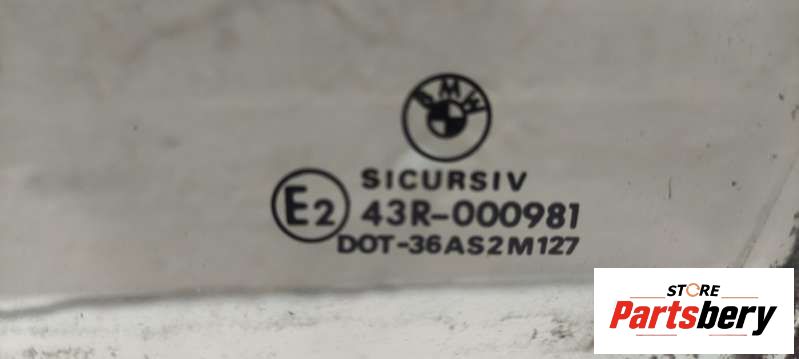 BMW
SICURSIV
E2 43R-000981
DOT-36AS2M127
STORE
Partsbery